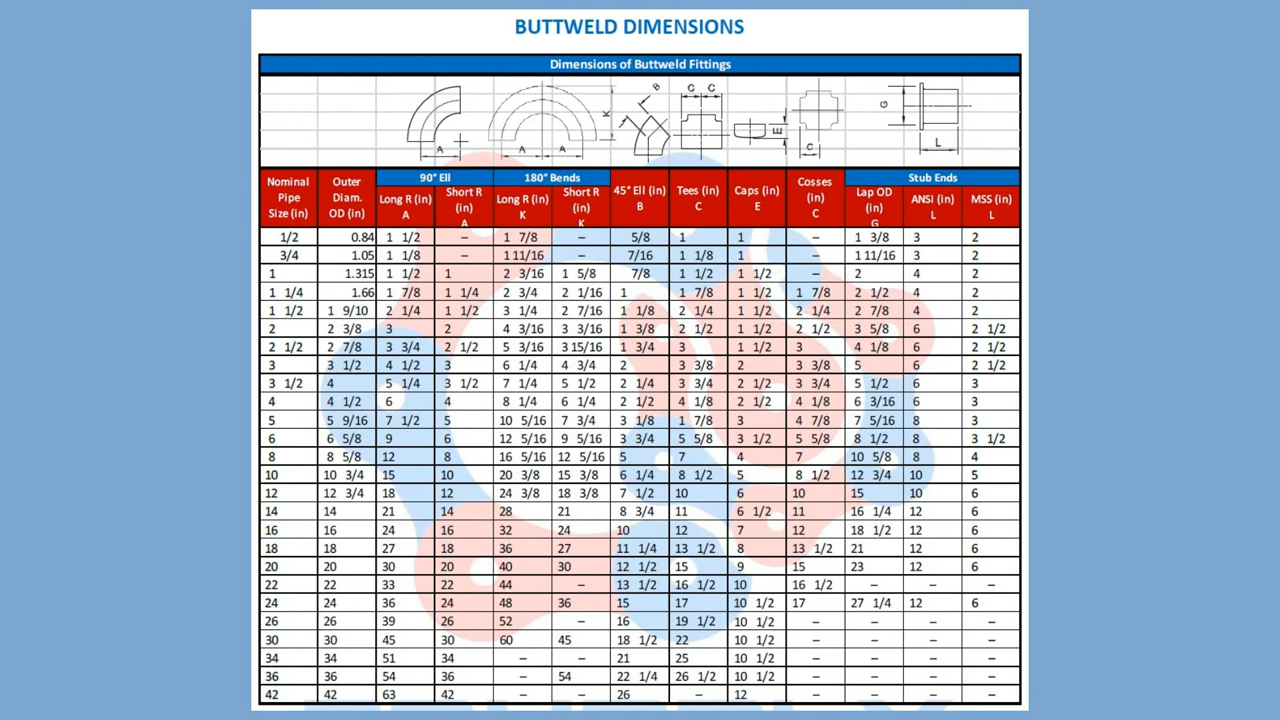 BUTTWELD DIMENSIONS
Dimensions of Buttweld Fittings
B
C C
K
G
E
A A A C L
90° Ell 180° Bends Stub Ends
Nominal Pipe Size (in) Outer Diam. OD (in) Long R (in) A Short R (in) A Long R (in) K Short R (in) K 45° Ell (in) B Tees (in) C Caps (in) E Cosses (in) C Lap OD (in) G ANSI (in) L MSS (in) L
1/2 0.84 1 1/2 – 1 7/8 – 5/8 1 1 – 1 3/8 3 2
3/4 1.05 1 1/8 – 1 11/16 – 7/16 1 1/8 1 – 1 11/16 3 2
1 1.315 1 1/2 1 2 3/16 1 5/8 7/8 1 1/2 1 1/2 – 2 4 2
1 1/4 1.66 1 7/8 1 1/4 2 3/4 2 1/16 1 1 7/8 1 1/2 1 7/8 2 1/2 4 2
1 1/2 1 9/10 2 1/4 1 1/2 3 1/4 2 7/16 1 1/8 2 1/4 1 1/2 2 1/4 2 7/8 4 2
2 2 3/8 3 2 4 3/16 3 3/16 1 3/8 2 1/2 1 1/2 2 1/2 3 5/8 6 2 1/2
2 1/2 2 7/8 3 3/4 2 1/2 5 3/16 3 15/16 1 3/4 3 1 1/2 3 4 1/8 6 2 1/2
3 3 1/2 4 1/2 3 6 1/4 4 3/4 2 3 3/8 2 3 3/8 5 6 2 1/2
3 1/2 4 5 1/4 3 1/2 7 1/4 5 1/2 2 1/4 3 3/4 2 1/2 3 3/4 5 1/2 6 3
4 4 1/2 6 4 8 1/4 6 1/4 2 1/2 4 1/8 2 1/2 4 1/8 6 3/16 6 3
5 5 9/16 7 1/2 5 10 5/16 7 3/4 3 1/8 1 7/8 3 4 7/8 7 5/16 8 3
6 6 5/8 9 6 12 5/16 9 5/16 3 3/4 5 5/8 3 1/2 5 5/8 8 1/2 8 3 1/2
8 8 5/8 12 8 16 5/16 12 5/16 5 7 4 7 10 5/8 8 4
10 10 3/4 15 10 20 3/8 15 3/8 6 1/4 8 1/2 5 8 1/2 12 3/4 10 5
12 12 3/4 18 12 24 3/8 18 3/8 7 1/2 10 6 10 15 10 6
14 14 21 14 28 21 8 3/4 11 6 1/2 11 16 1/4 12 6
16 16 24 16 32 24 10 12 7 12 18 1/2 12 6
18 18 27 18 36 27 11 1/4 13 1/2 8 13 1/2 21 12 6
20 20 30 20 40 30 12 1/2 15 9 15 23 12 6
22 22 33 22 44 – 13 1/2 16 1/2 10 16 1/2 – – –
24 24 36 24 48 36 15 17 10 1/2 17 27 1/4 12 6
26 26 39 26 52 – 16 19 1/2 10 1/2 – – – –
30 30 45 30 60 45 18 1/2 22 10 1/2 – – – –
34 34 51 34 – – 21 25 10 1/2 – – – –
36 36 54 36 – 54 22 1/4 26 1/2 10 1/2 – – – –
42 42 63 42 – – 26 – 12 – – – –